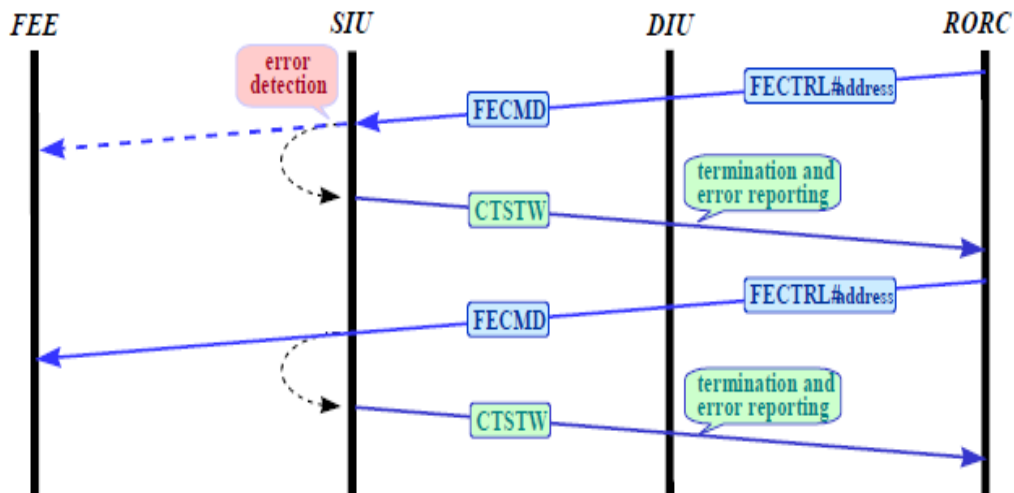 FEE SIU DIU RORC
error
detection
FECTRL#address
FECMD
termination and
error reporting
CTSTW
FECTRL#address
FECMD
termination and
error reporting
CTSTW